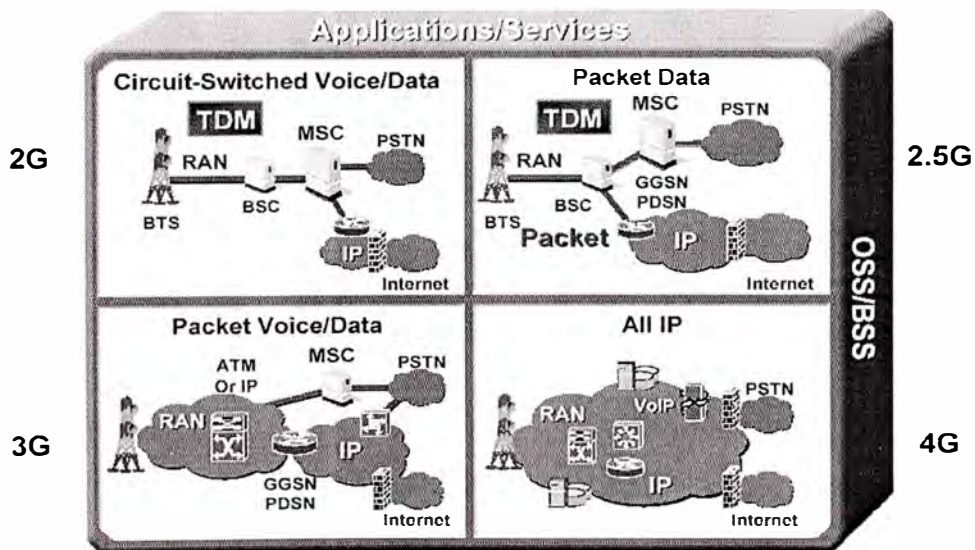 Applications/Services
2G
Circuit-Switched Voice/Data
TDM
MSC
PSTN
RAN
BTS
BSC
IP
Internet
Packet Data
TDM
MSC
PSTN
RAN
BTS
BSC
GGSN
PDSN
Packet
IP
Internet
2.5G
OSS/BSS
3G
Packet Voice/Data
ATM
Or IP
MSC
PSTN
RAN
IP
GGSN
PDSN
Internet
All IP
RAN
VoIP
PSTN
IP
Internet
4G